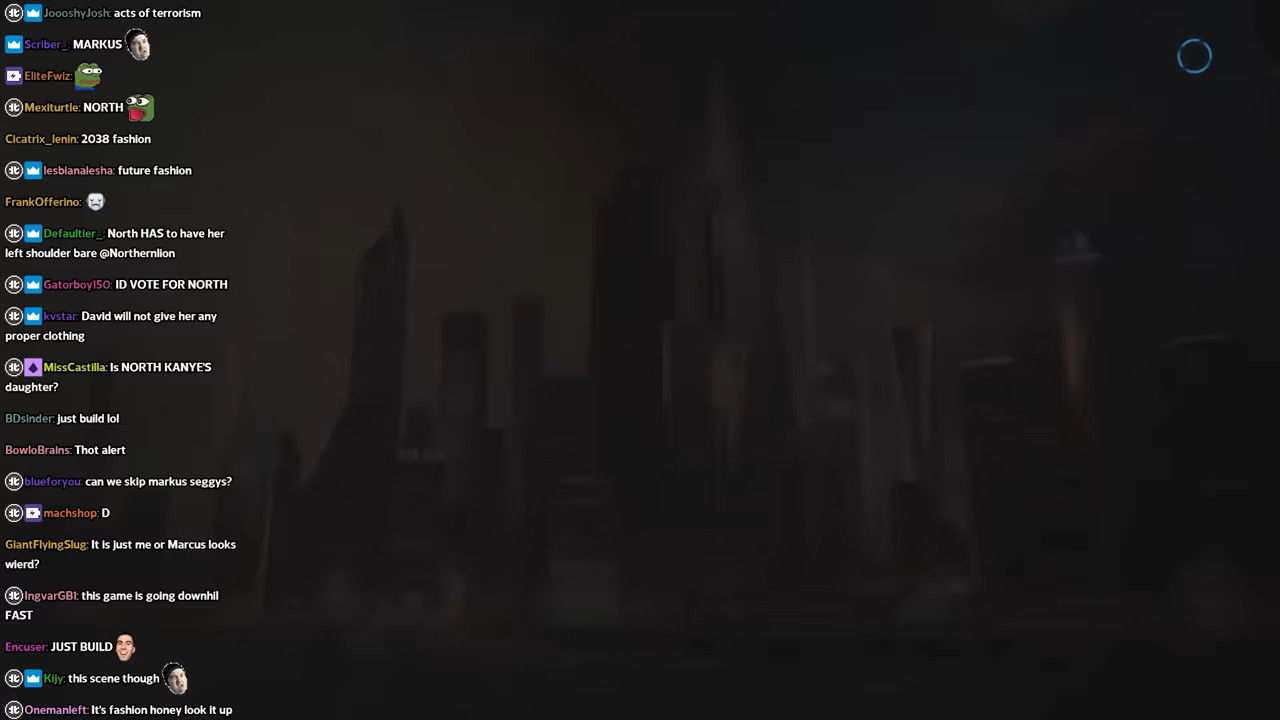 JoooshyJosh: acts of terrorism
Scriber_: MARKUS
EliteFwiz:
Mexiturtle: NORTH
Cicatrix_lenin: 2038 fashion
lesbianalesha: future fashion
FrankOfferino:
Defaultier_: North HAS to have her
left shoulder bare @Northernlion
Gatorboy150: ID VOTE FOR NORTH
kvstar: David will not give her any
proper clothing
MissCastilla: Is NORTH KANYE'S
daughter?
BDsinder: just build lol
BowloBrains: Thot alert
blueforyou: can we skip markus seggys?
machshop: D
GiantFlyingSlug: It is just me or Marcus looks
wierd?
IngvarGB1: this game is going downhil
FAST
Encuser: JUST BUILD
Kijy: this scene though
Onemanleft: It's fashion honey look it up